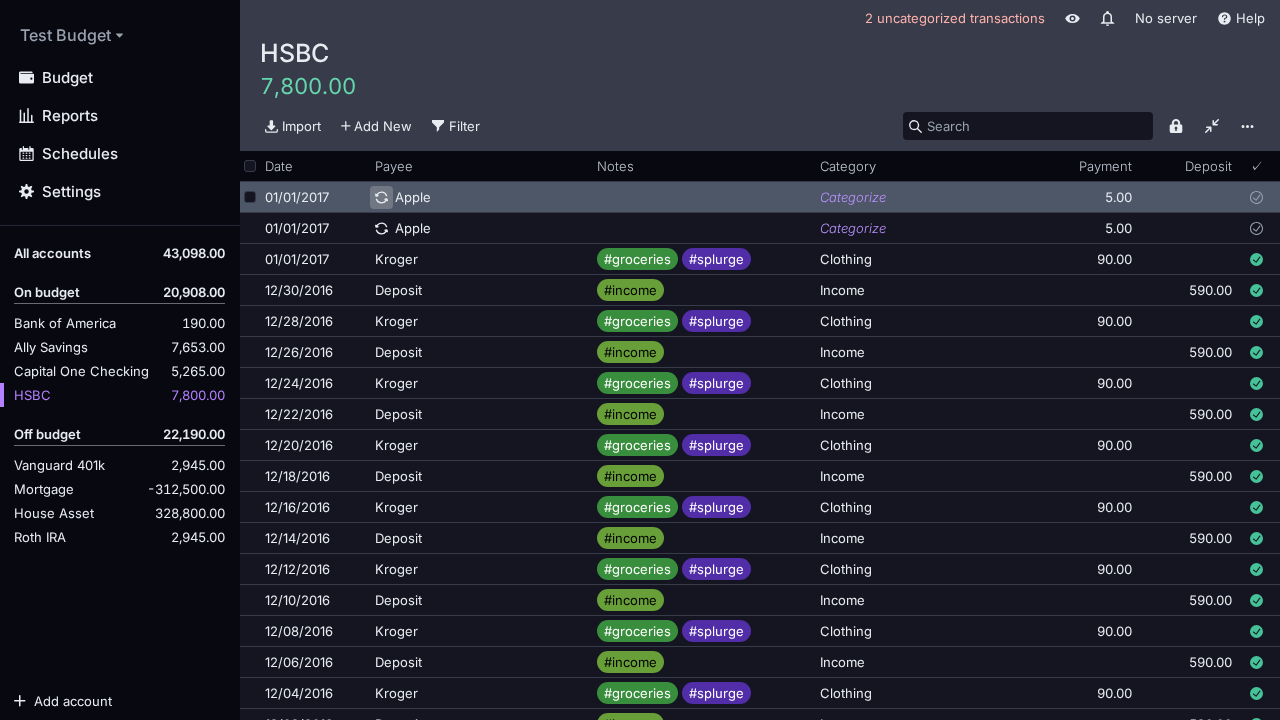 Test Budget
Budget
Reports
Schedules
Settings
All accounts 43,098.00
On budget 20,908.00
Bank of America 190.00
Ally Savings 7,653.00
Capital One Checking 5,265.00
HSBC 7,800.00
Off budget 22,190.00
Vanguard 401k 2,945.00
Mortgage -312,500.00
House Asset 328,800.00
Roth IRA 2,945.00
Add account
2 uncategorized transactions No server Help
HSBC
7,800.00
Import Add New Filter Search
Date Payee Notes Category Payment Deposit ✓
01/01/2017 Apple Categorize 5.00
01/01/2017 Apple Categorize 5.00
01/01/2017 Kroger #groceries #splurge Clothing 90.00
12/30/2016 Deposit #income Income 590.00
12/28/2016 Kroger #groceries #splurge Clothing 90.00
12/26/2016 Deposit #income Income 590.00
12/24/2016 Kroger #groceries #splurge Clothing 90.00
12/22/2016 Deposit #income Income 590.00
12/20/2016 Kroger #groceries #splurge Clothing 90.00
12/18/2016 Deposit #income Income 590.00
12/16/2016 Kroger #groceries #splurge Clothing 90.00
12/14/2016 Deposit #income Income 590.00
12/12/2016 Kroger #groceries #splurge Clothing 90.00
12/10/2016 Deposit #income Income 590.00
12/08/2016 Kroger #groceries #splurge Clothing 90.00
12/06/2016 Deposit #income Income 590.00
12/04/2016 Kroger #groceries #splurge Clothing 90.00